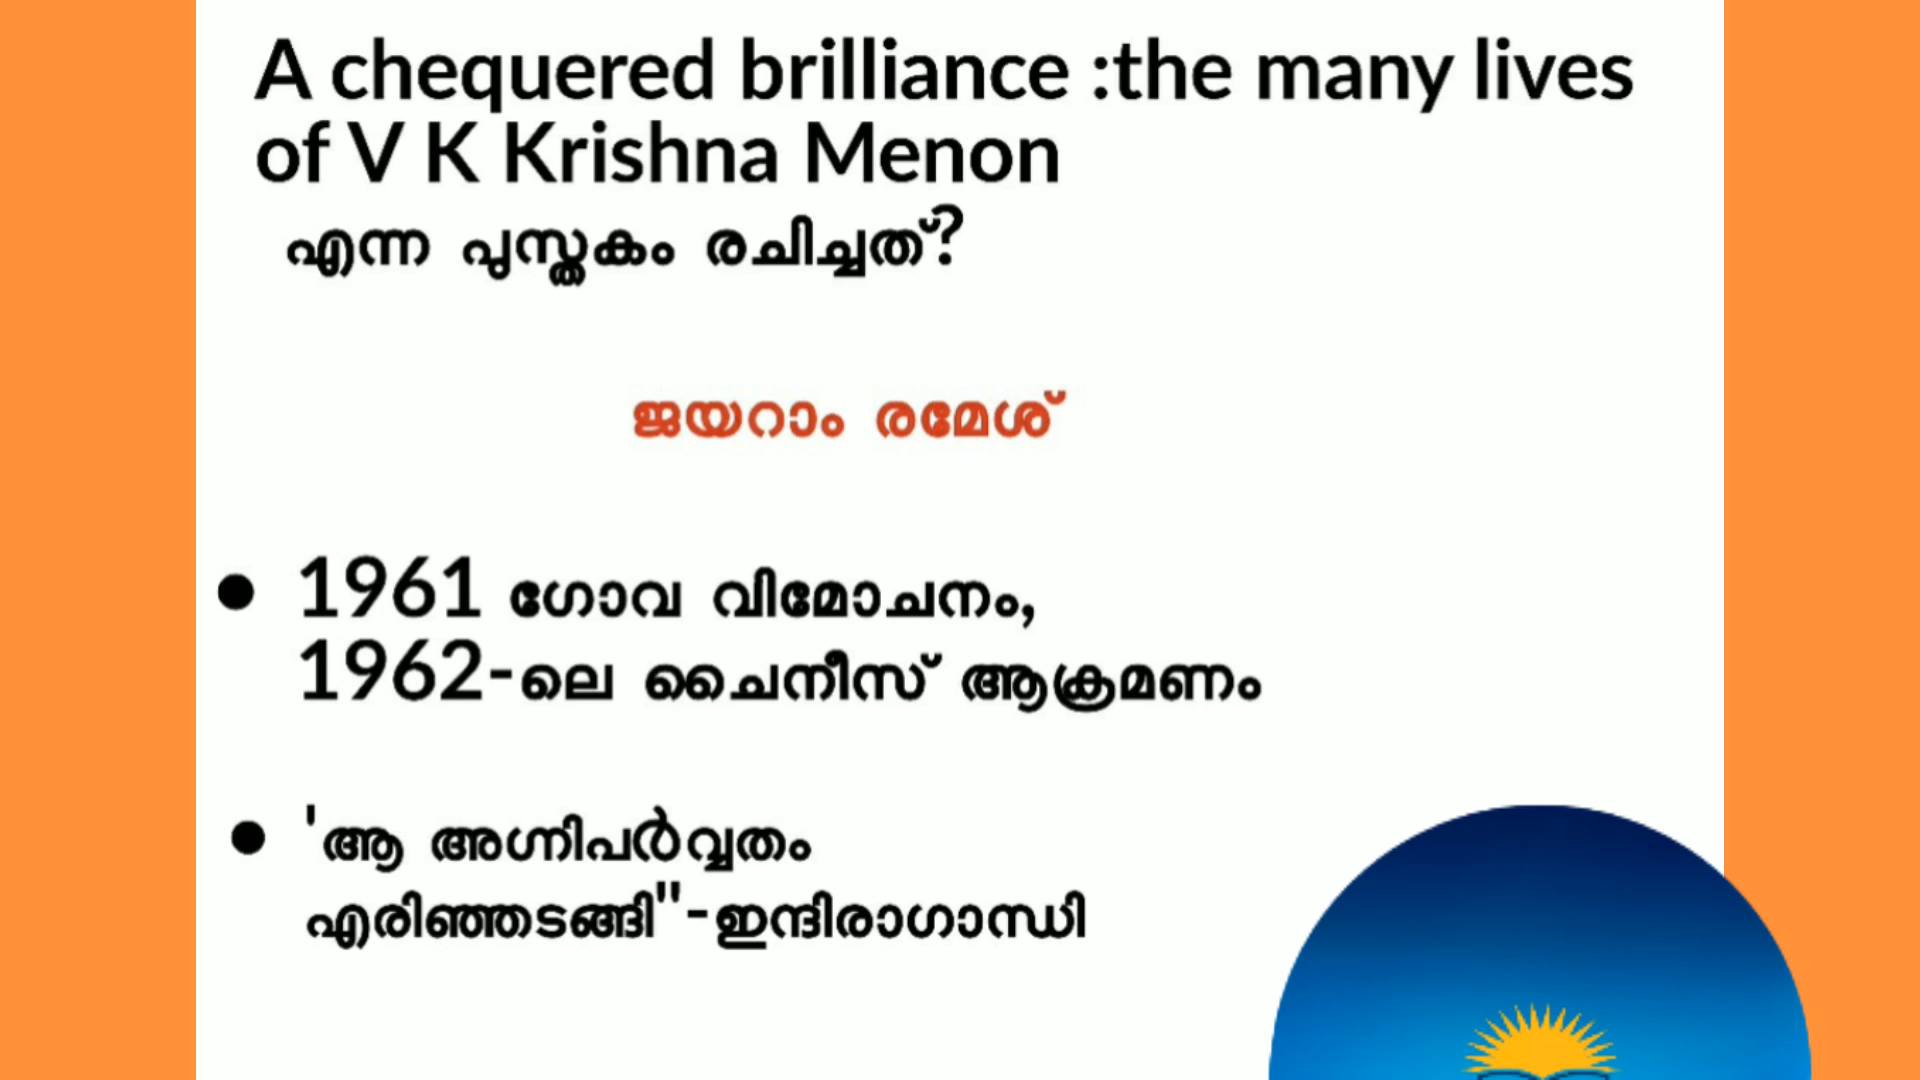 A chequered brilliance :the many lives
of V K Krishna Menon
എന്ന പുസ്തകം രചിച്ചത്?
ജയറാം രമേശ്
• 1961 ഗോവ വിമോചനം,
1962-ലെ ചൈനീസ് ആക്രമണം
• 'ആ അഗ്നിപർവ്വതം
എരിഞ്ഞടങ്ങി"-ഇന്ദിരാഗാന്ധി